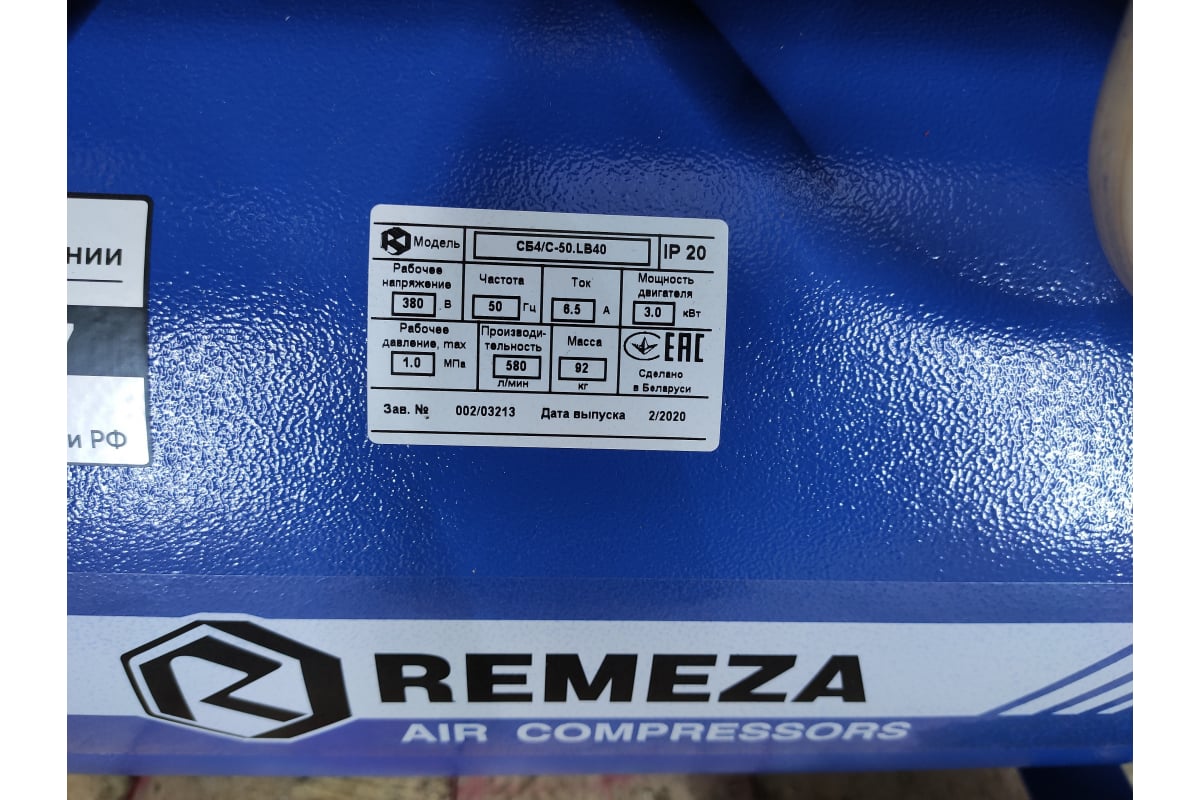 НИИ
и РФ
Модель СБ4/С-50.LB40 IP 20
Рабочее напряжение 380 В
Частота 50 Гц
Ток 6.5 А
Мощность двигателя 3.0 кВт
Рабочее давление, max 1.0 МПа
Производи-
тельность
580
л/мин
Масса
92
кг
EAC
Сделано
в Беларуси
Зав. № 002/03213 Дата выпуска 2/2020
REMEZA
AIR COMPRESSORS